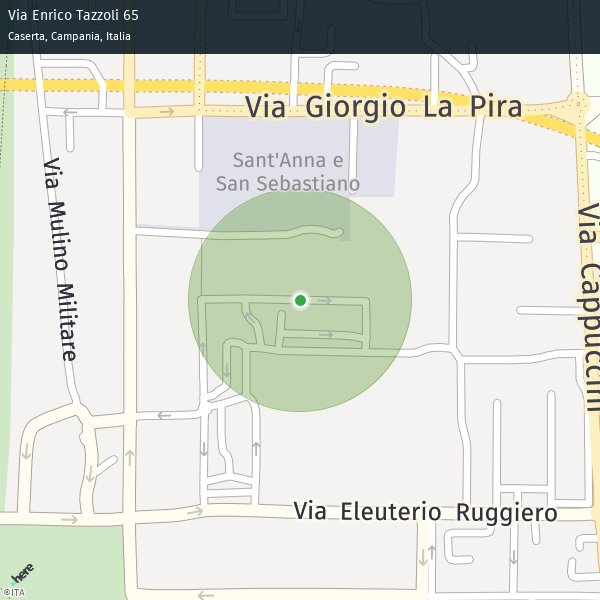 Via Enrico Tazzoli 65
Caserta, Campania, Italia
Via Giorgio La Pira
Sant'Anna e
San Sebastiano
Via Mulino Militare
Via Cappuccini
Via Eleuterio Ruggiero
here
©ITA